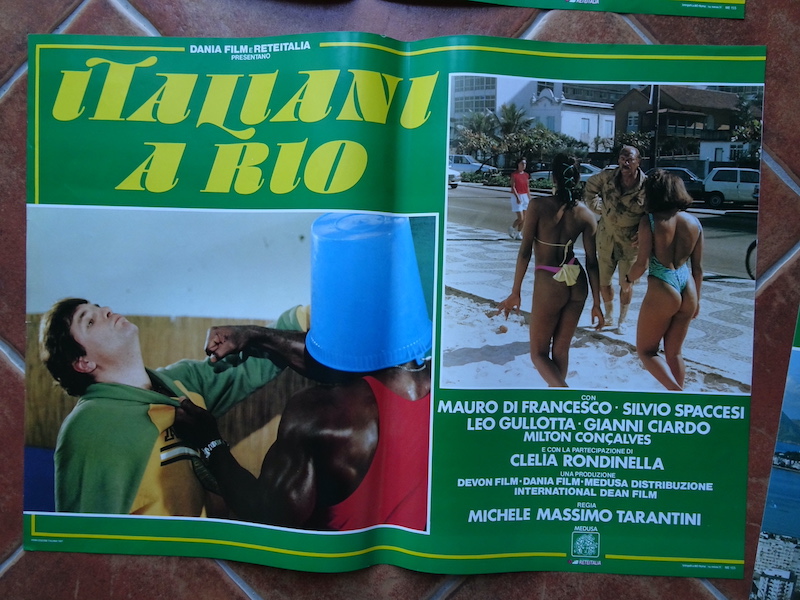 DANIA FILM E RETEITALIA
PRESENTANO
ITALIANI
A RIO
CON
MAURO DI FRANCESCO · SILVIO SPACCESI
LEO GULLOTTA · GIANNI CIARDO
MILTON CONÇALVES
E CON LA PARTECIPAZIONE DI
CLELIA RONDINELLA
UNA PRODUZIONE
DEVON FILM · DANIA FILM · MEDUSA DISTRIBUZIONE
INTERNATIONAL DEAN FILM
REGIA
MICHELE MASSIMO TARANTINI
MEDUSA
RETEITALIA